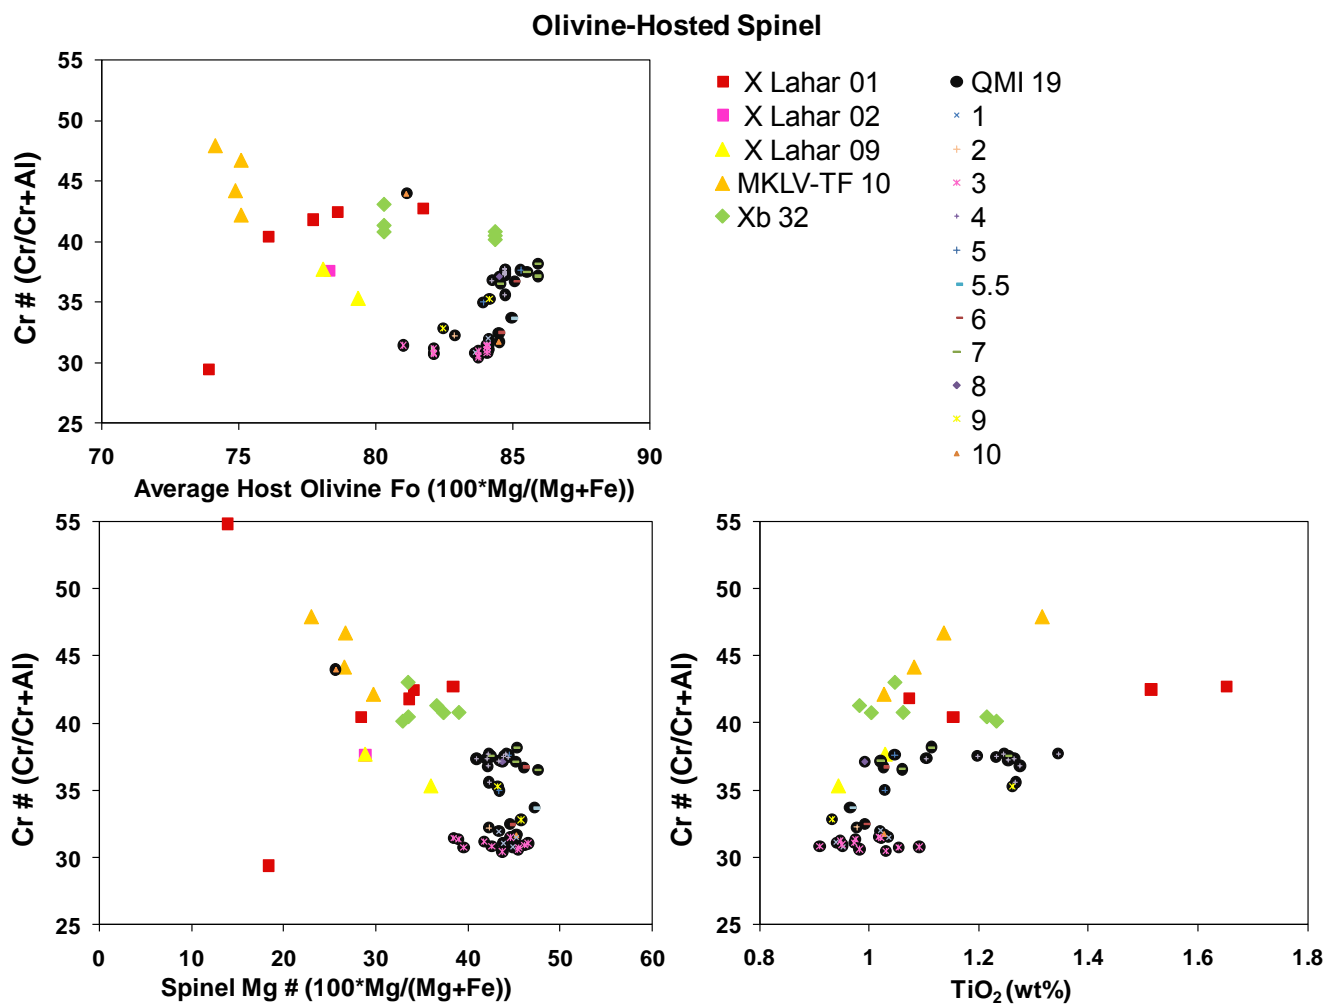 Olivine-Hosted Spinel
55
50
45
40
35
30
25
Cr # (Cr/Cr+Al)
70 75 80 85 90
Average Host Olivine Fo (100*Mg/(Mg+Fe))
X Lahar 01
X Lahar 02
X Lahar 09
MKLV-TF 10
Xb 32
QMI 19
1
2
3
4
5
5.5
6
7
8
9
10
55
50
45
40
35
30
25
Cr # (Cr/Cr+Al)
0 10 20 30 40 50 60
Spinel Mg # (100*Mg/(Mg+Fe))
55
50
45
40
35
30
25
Cr # (Cr/Cr+Al)
0.8 1 1.2 1.4 1.6 1.8
TiO₂ (wt%)